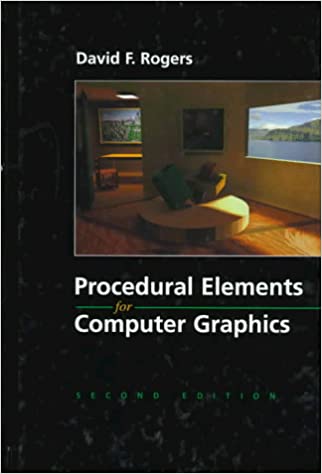 David F. Rogers
Procedural Elements
for
Computer Graphics
SECOND EDITION